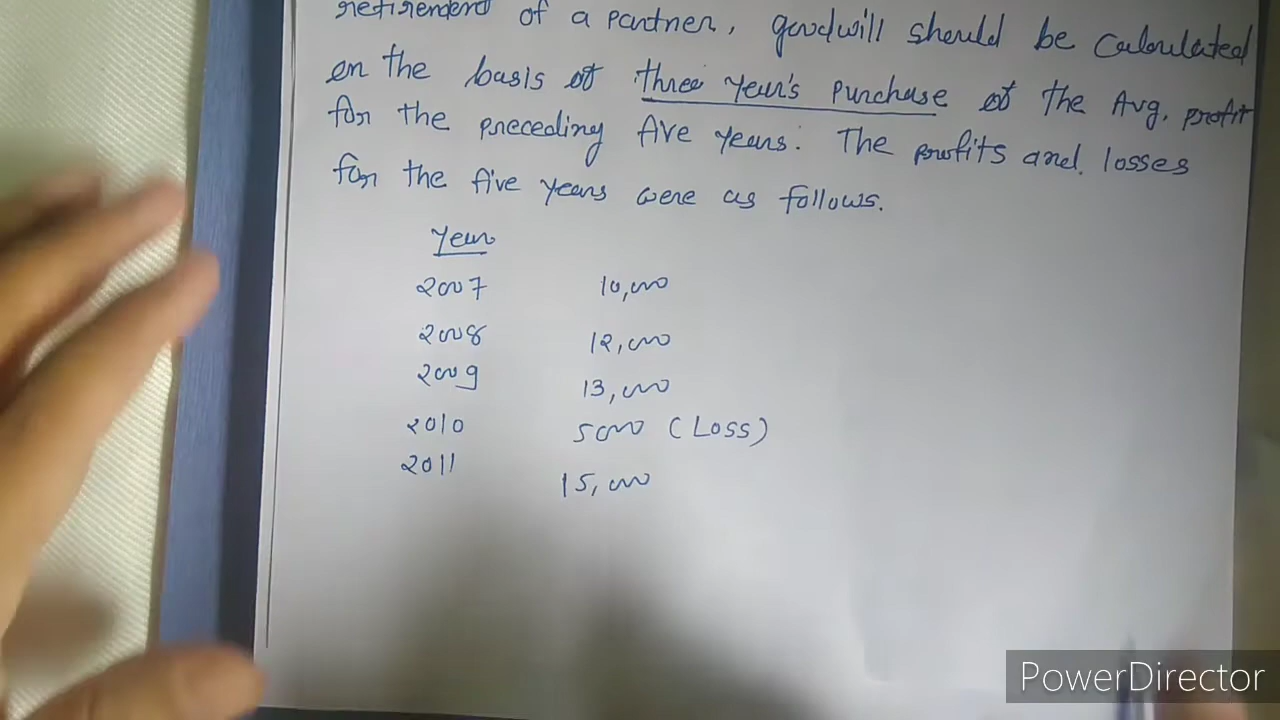 retirement of a partner, goodwill should be calculated
on the basis of three year's purchase of the Avg. profit
for the preceding five years. The profits and losses
for the five years were as follows.
Year
2007 10,000
2008 12,000
2009 13,000
2010 5000 (Loss)
2011 15,000
PowerDirector